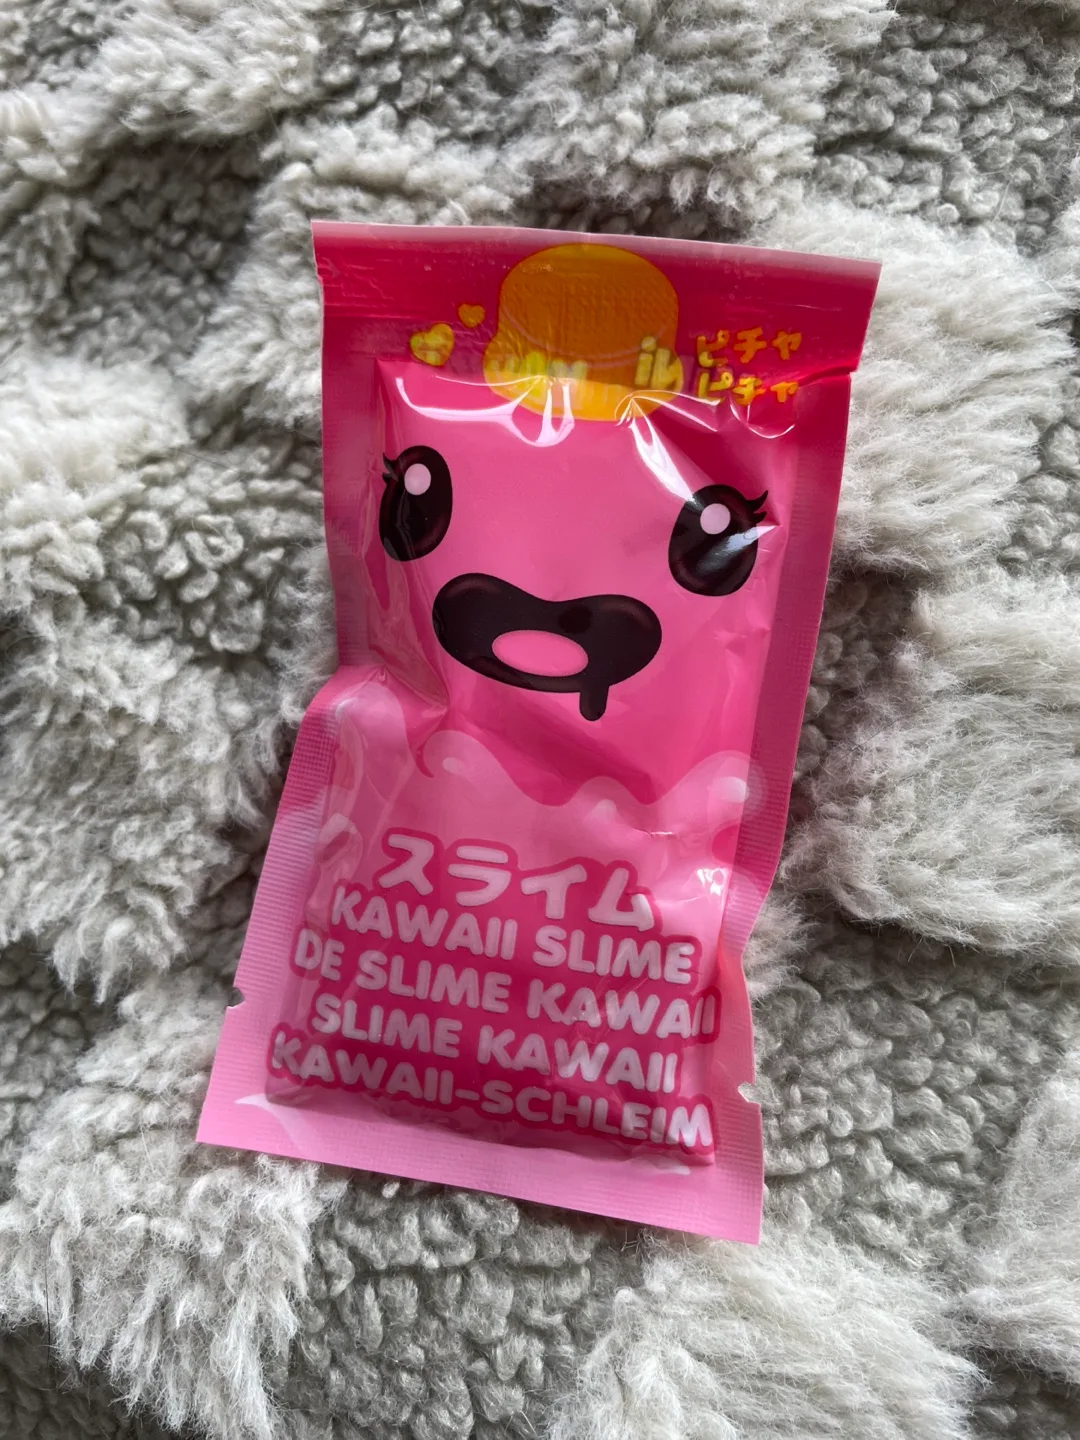 ピチャ
ピチャ
スライム
KAWAII SLIME
DE SLIME KAWAII
SLIME KAWAII
KAWAII-SCHLEIM